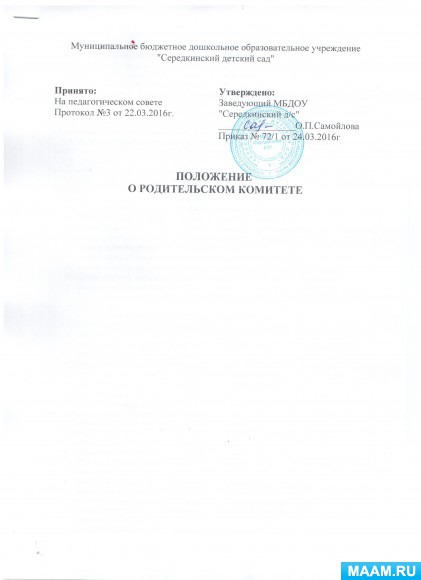 Муниципальное бюджетное дошкольное образовательное учреждение
"Середкинский детский сад"
Принято:
На педагогическом совете
Протокол №3 от 22.03.2016г.
Утверждено:
Заведующий МБДОУ
"Середкинский д/с"
О.П.Самойлова
Приказ № 72/1 от 24.03.2016г
ПОЛОЖЕНИЕ
О РОДИТЕЛЬСКОМ КОМИТЕТЕ
MAAM.RU